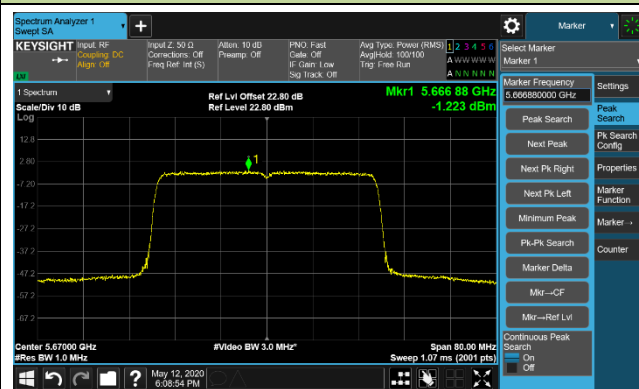 Spectrum Analyzer 1
Swept SA
Marker
KEYSIGHT
Input: RF
Coupling: DC
Align: Off
Input Z: 50 Ω
Corrections: Off
Freq Ref: Int (S)
Atten: 10 dB
Preamp: Off
PNO: Fast
Gate: Off
IF Gain: Low
Sig Track: Off
Avg Type: Power (RMS)
Avg|Hold: 100/100
Trig: Free Run
1 2 3 4 5 6
A W W W W W
A N N N N N
LXI
Select Marker
Marker 1
1 Spectrum
Scale/Div 10 dB
Log
Ref Lvl Offset 22.80 dB
Ref Level 22.80 dBm
Mkr1 5.666 88 GHz
-1.223 dBm
12.8
2.80
-7.20
-17.2
-27.2
-37.2
-47.2
-57.2
-67.2
1
Center 5.67000 GHz
#Res BW 1.0 MHz
#Video BW 3.0 MHz*
Span 80.00 MHz
Sweep 1.07 ms (2001 pts)
Marker Frequency
5.666880000 GHz
Peak Search
Next Peak
Next Pk Right
Next Pk Left
Minimum Peak
Pk-Pk Search
Marker Delta
Mkr→CF
Mkr→Ref Lvl
Continuous Peak
Search
On
Off
Settings
Peak
Search
Pk Search
Config
Properties
Marker
Function
Marker→
Counter
?
May 12, 2020
6:08:54 PM